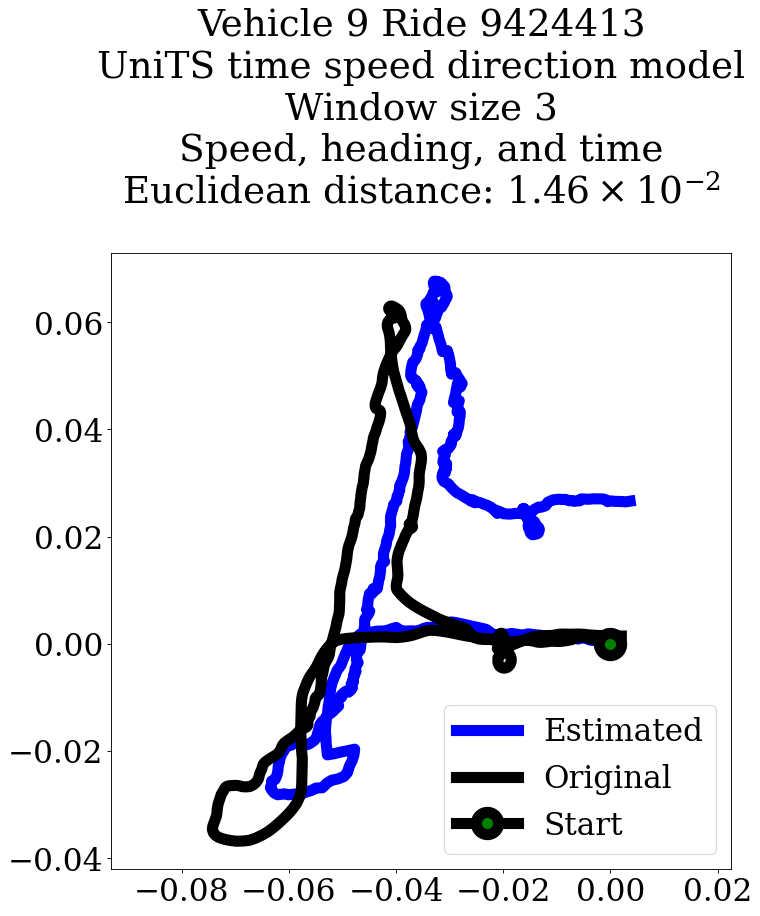 Vehicle 9 Ride 9424413
UniTS time speed direction model
Window size 3
Speed, heading, and time
Euclidean distance: 1.46 × 10⁻²
0.06
0.04
0.02
0.00
−0.02
−0.04
Estimated
Original
Start
−0.08 −0.06 −0.04 −0.02 0.00 0.02